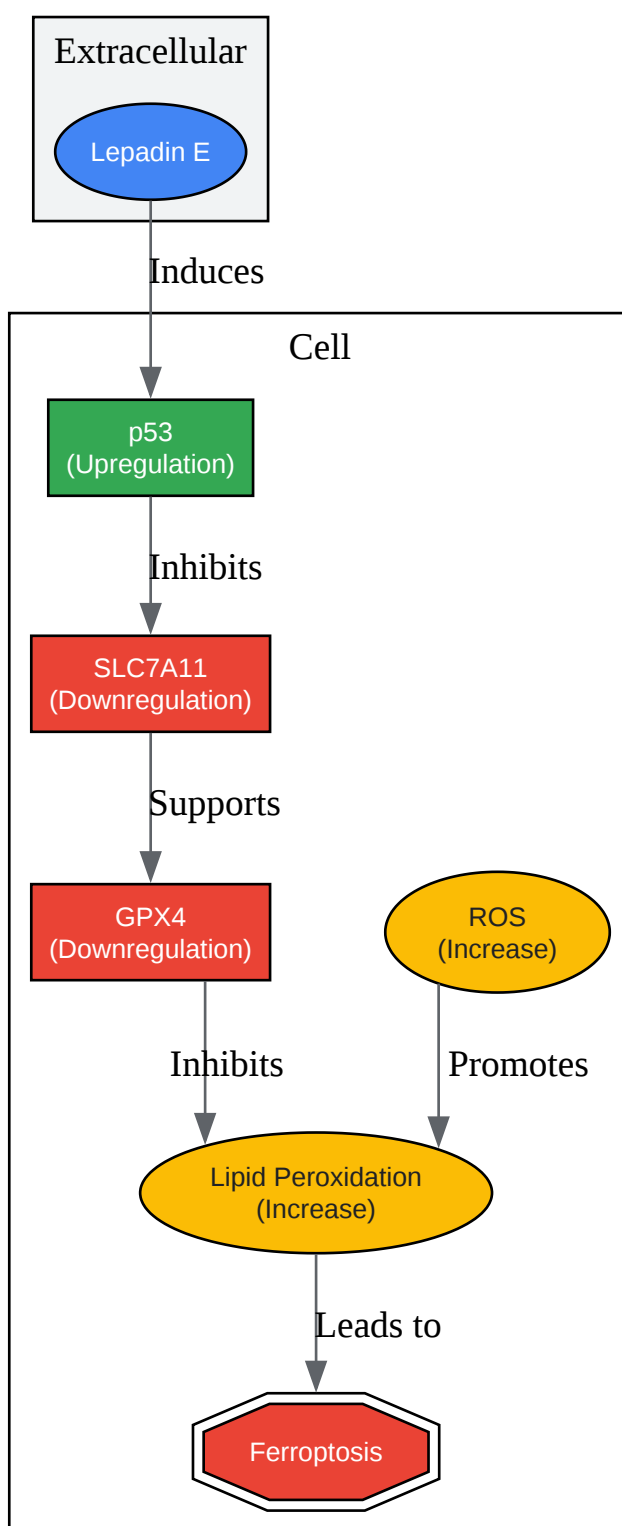 Extracellular
Lepadin E
Induces
Cell
p53
(Upregulation)
Inhibits
SLC7A11
(Downregulation)
Supports
GPX4
(Downregulation)
ROS
(Increase)
Inhibits
Promotes
Lipid Peroxidation
(Increase)
Leads to
Ferroptosis